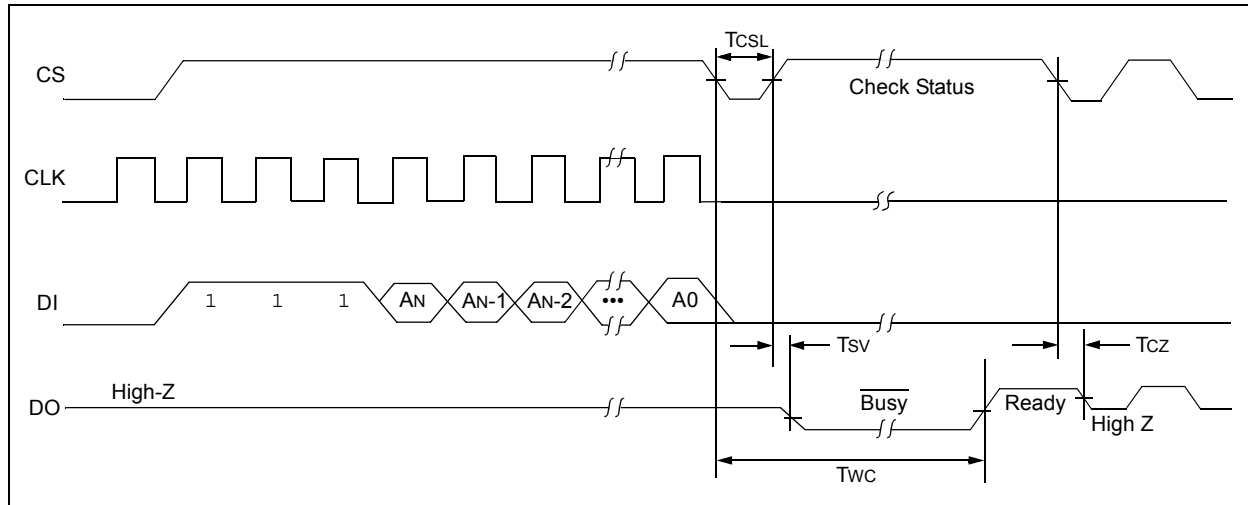 TCSL
CS
Check Status
CLK
DI
1 1 1 AN AN-1 AN-2 ••• A0
TSV
TCZ
High-Z
DO
Busy
Ready
High Z
TWC